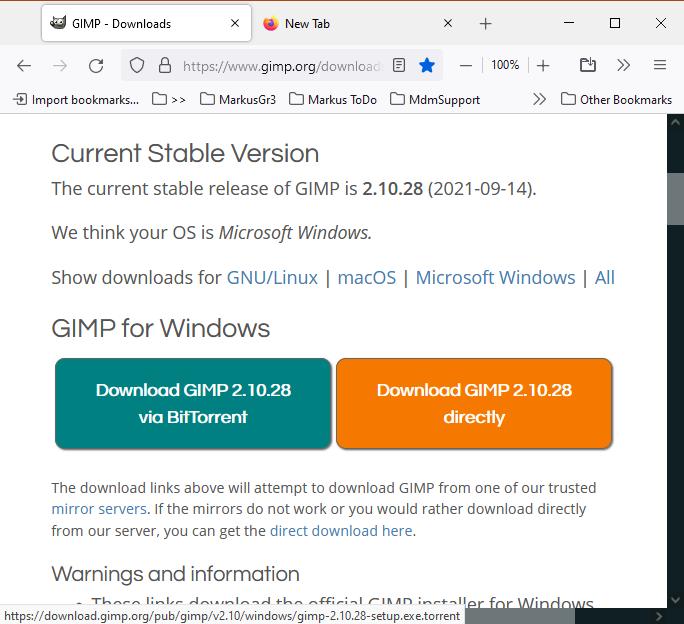 GIMP - Downloads
New Tab
https://www.gimp.org/download
100%
Import bookmarks...
>>
MarkusGr3
Markus ToDo
MdmSupport
Other Bookmarks
Current Stable Version
The current stable release of GIMP is 2.10.28 (2021-09-14).
We think your OS is Microsoft Windows.
Show downloads for GNU/Linux | macOS | Microsoft Windows | All
GIMP for Windows
Download GIMP 2.10.28
via BitTorrent
Download GIMP 2.10.28
directly
The download links above will attempt to download GIMP from one of our trusted
mirror servers. If the mirrors do not work or you would rather download directly
from our server, you can get the direct download here.
Warnings and information
These links download the official GIMP installer for Windows
https://download.gimp.org/pub/gimp/v2.10/windows/gimp-2.10.28-setup.exe.torrent